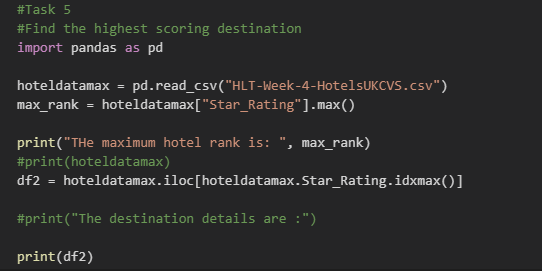 #Task 5
#Find the highest scoring destination
import pandas as pd
hoteldatamax = pd.read_csv("HLT-Week-4-HotelsUKCVS.csv")
max_rank = hoteldatamax["Star_Rating"].max()
print("THe maximum hotel rank is: ", max_rank)
#print(hoteldatamax)
df2 = hoteldatamax.iloc[hoteldatamax.Star_Rating.idxmax()]
#print("The destination details are :")
print(df2)